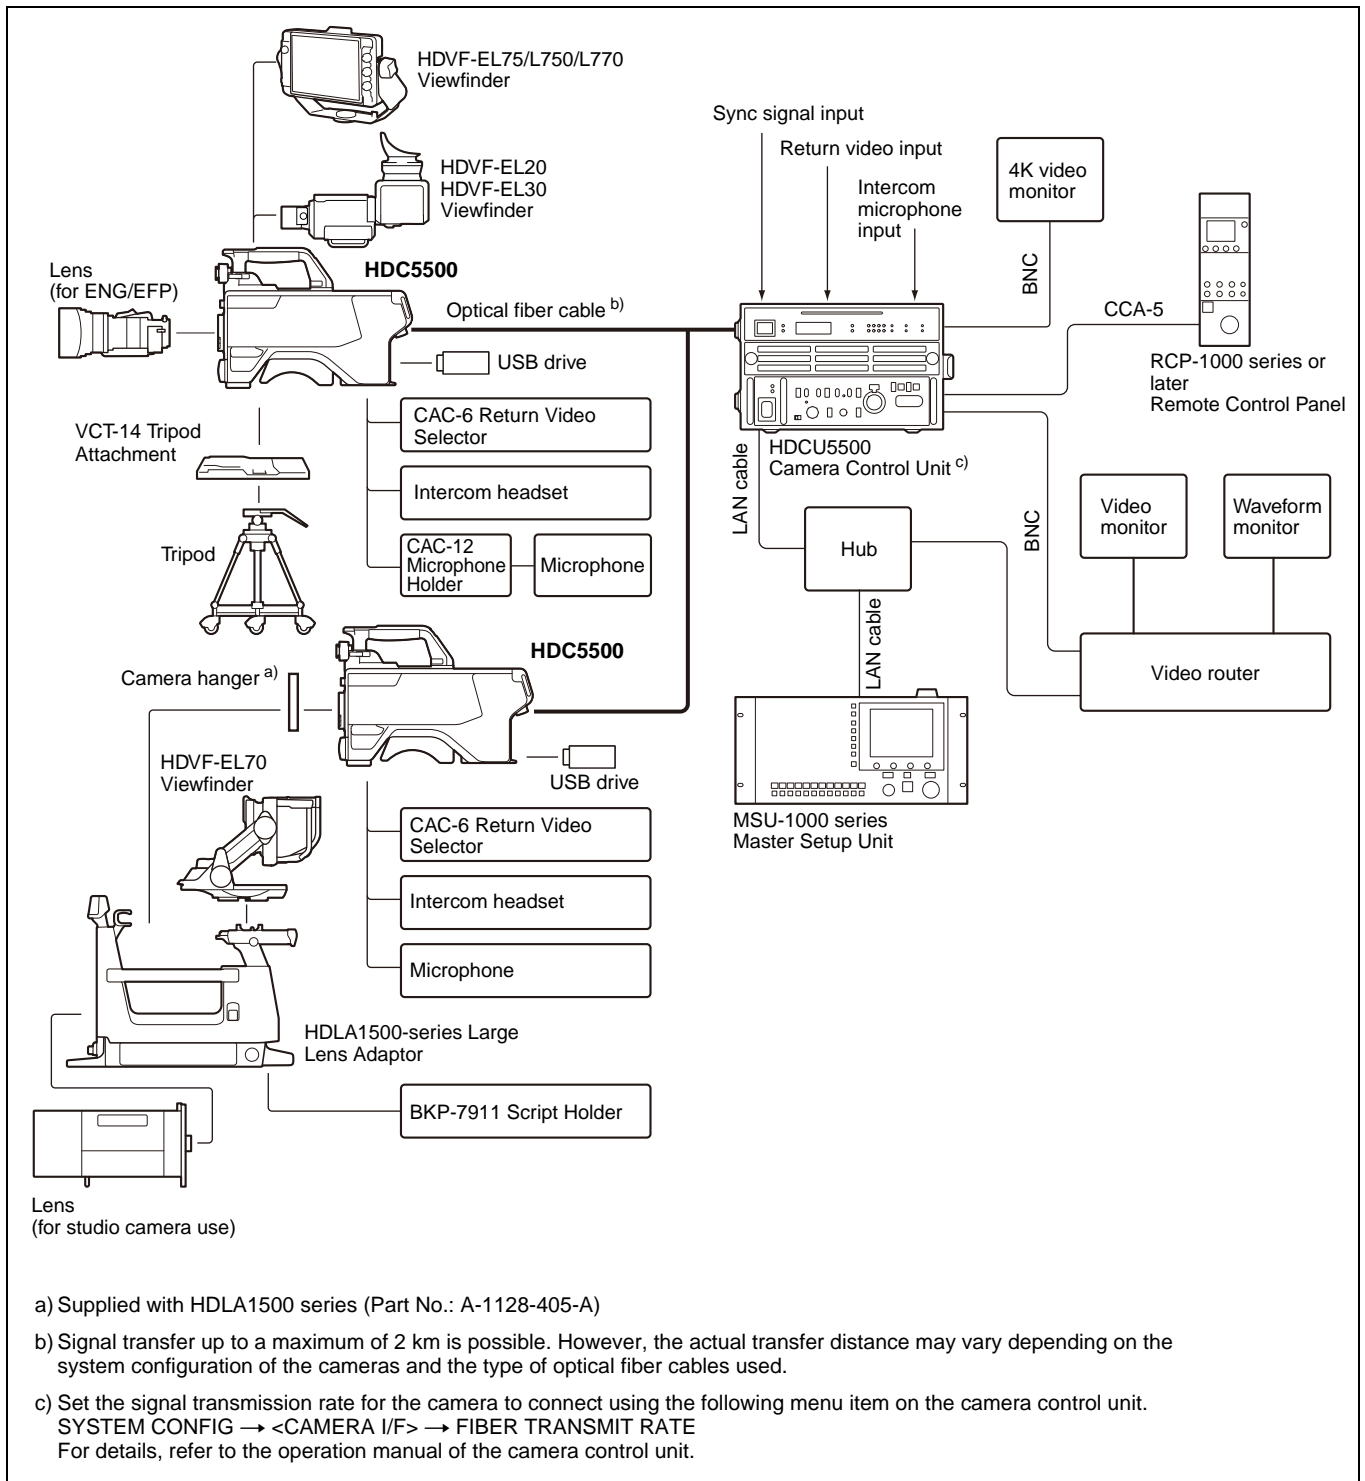 HDVF-EL75/L750/L770
Viewfinder
HDVF-EL20
HDVF-EL30
Viewfinder
Lens
(for ENG/EFP)
HDC5500
Optical fiber cable b)
USB drive
CAC-6 Return Video
Selector
Intercom headset
CAC-12
Microphone
Holder
Microphone
VCT-14 Tripod
Attachment
Tripod
Sync signal input
Return video input
Intercom
microphone
input
4K video
monitor
BNC
CCA-5
RCP-1000 series or
later
Remote Control Panel
HDCU5500
Camera Control Unit c)
LAN cable
Hub
BNC
Video
monitor
Waveform
monitor
LAN cable
Video router
MSU-1000 series
Master Setup Unit
HDC5500
Camera hanger a)
USB drive
HDVF-EL70
Viewfinder
CAC-6 Return Video
Selector
Intercom headset
Microphone
HDLA1500-series Large
Lens Adaptor
BKP-7911 Script Holder
Lens
(for studio camera use)
a) Supplied with HDLA1500 series (Part No.: A-1128-405-A)
b) Signal transfer up to a maximum of 2 km is possible. However, the actual transfer distance may vary depending on the
system configuration of the cameras and the type of optical fiber cables used.
c) Set the signal transmission rate for the camera to connect using the following menu item on the camera control unit.
SYSTEM CONFIG → <CAMERA I/F> → FIBER TRANSMIT RATE
For details, refer to the operation manual of the camera control unit.